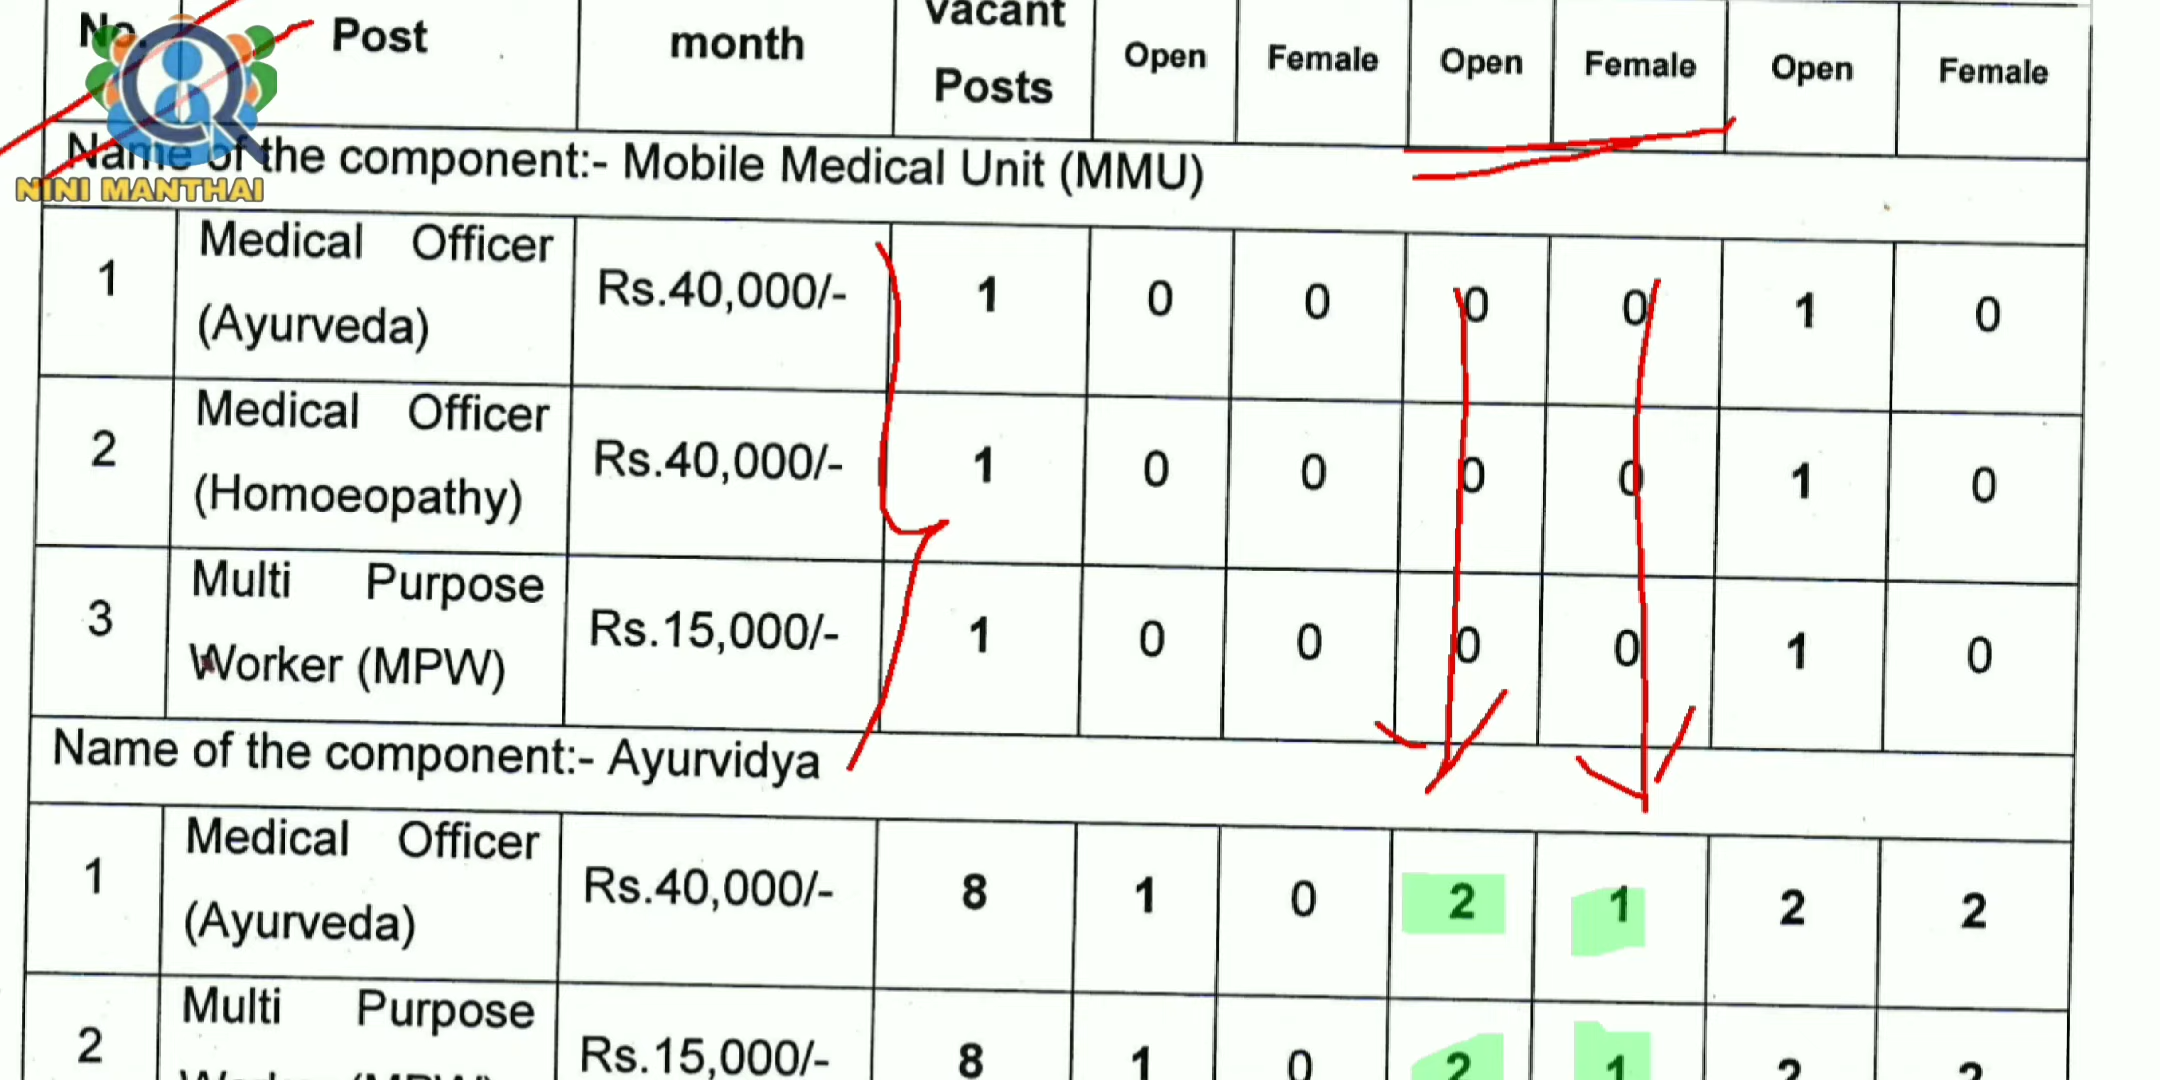 No. Post month Vacant Posts Open Female Open Female Open Female
Name of the component:- Mobile Medical Unit (MMU)
NINI MANTHAI
1 Medical Officer (Ayurveda) Rs.40,000/- 1 0 0 0 0 1 0
2 Medical Officer (Homoeopathy) Rs.40,000/- 1 0 0 0 0 1 0
3 Multi Purpose Worker (MPW) Rs.15,000/- 1 0 0 0 0 1 0
Name of the component:- Ayurvidya
1 Medical Officer (Ayurveda) Rs.40,000/- 8 1 0 2 1 2 2
2 Multi Purpose Worker (MPW) Rs.15,000/- 8 1 0 2 1 2 2